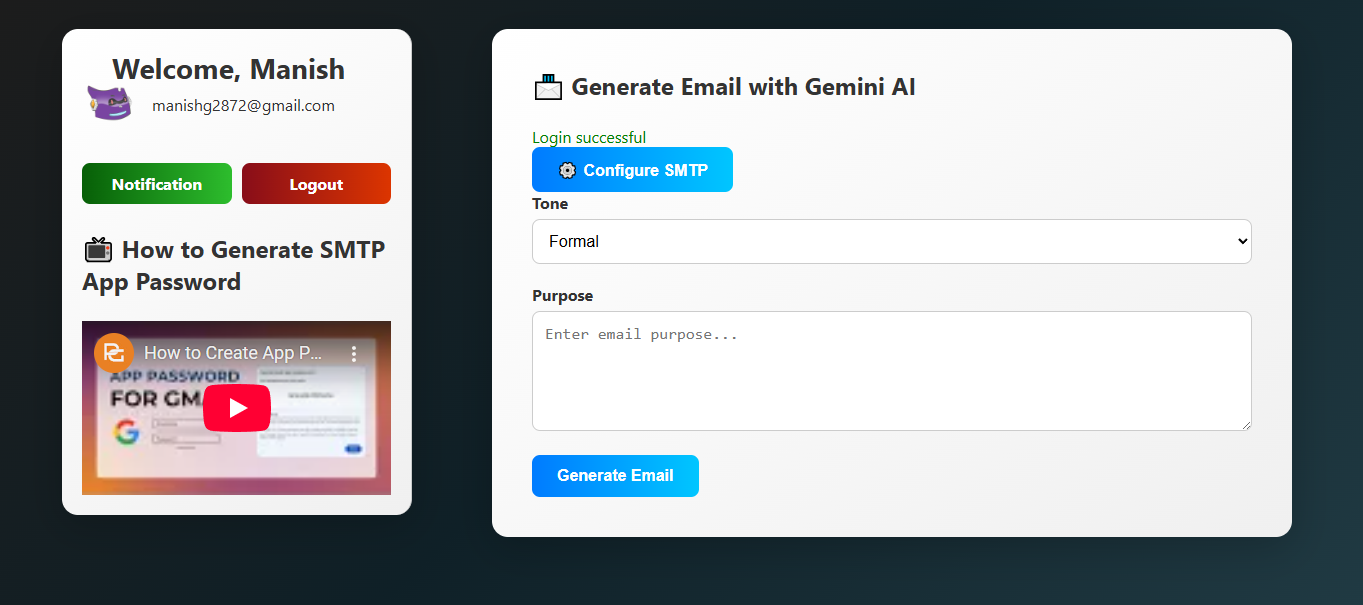 Welcome, Manish
manishg2872@gmail.com
Notification
Logout
How to Generate SMTP
App Password
How to Create App P...
APP PASSWORD
FOR GM
Generate Email with Gemini AI
Login successful
Configure SMTP
Tone
Formal
Purpose
Enter email purpose...
Generate Email